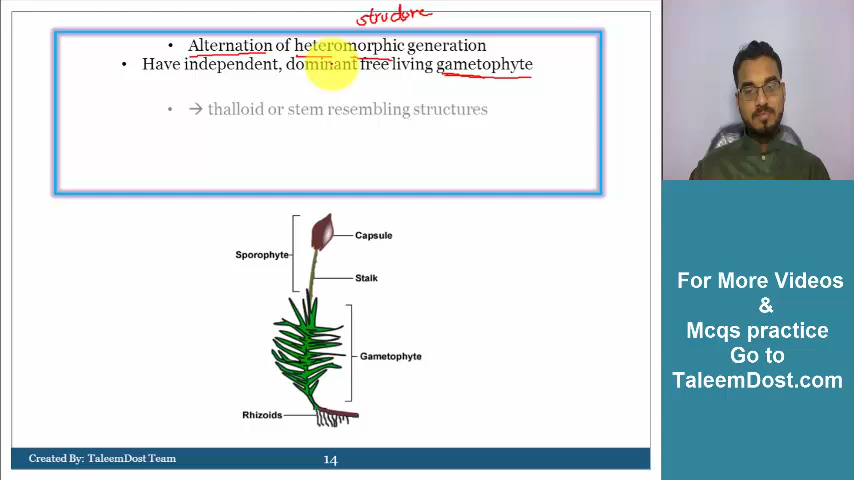 structure
• Alternation of heteromorphic generation
• Have independent, dominant free living gametophyte
• → thalloid or stem resembling structures
Capsule
Sporophyte
Stalk
Gametophyte
Rhizoids
For More Videos
&
Mcqs practice
Go to
TaleemDost.com
Created By: TaleemDost Team
14